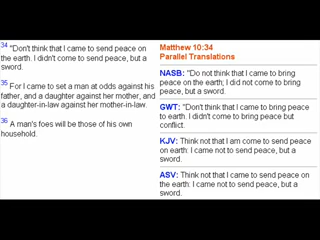 34 "Don't think that I came to send peace on
the earth. I didn't come to send peace, but a
sword.
35 For I came to set a man at odds against his
father, and a daughter against her mother, and
a daughter-in-law against her mother-in-law.
36 A man's foes will be those of his own
household.
Matthew 10:34
Parallel Translations
NASB: "Do not think that I came to bring
peace on the earth; I did not come to bring
peace, but a sword.
GWT: "Don't think that I came to bring peace
to earth. I didn't come to bring peace but
conflict.
KJV: Think not that I am come to send peace
on earth: I came not to send peace, but a
sword.
ASV: Think not that I came to send peace on
the earth: I came not to send peace, but a
sword.